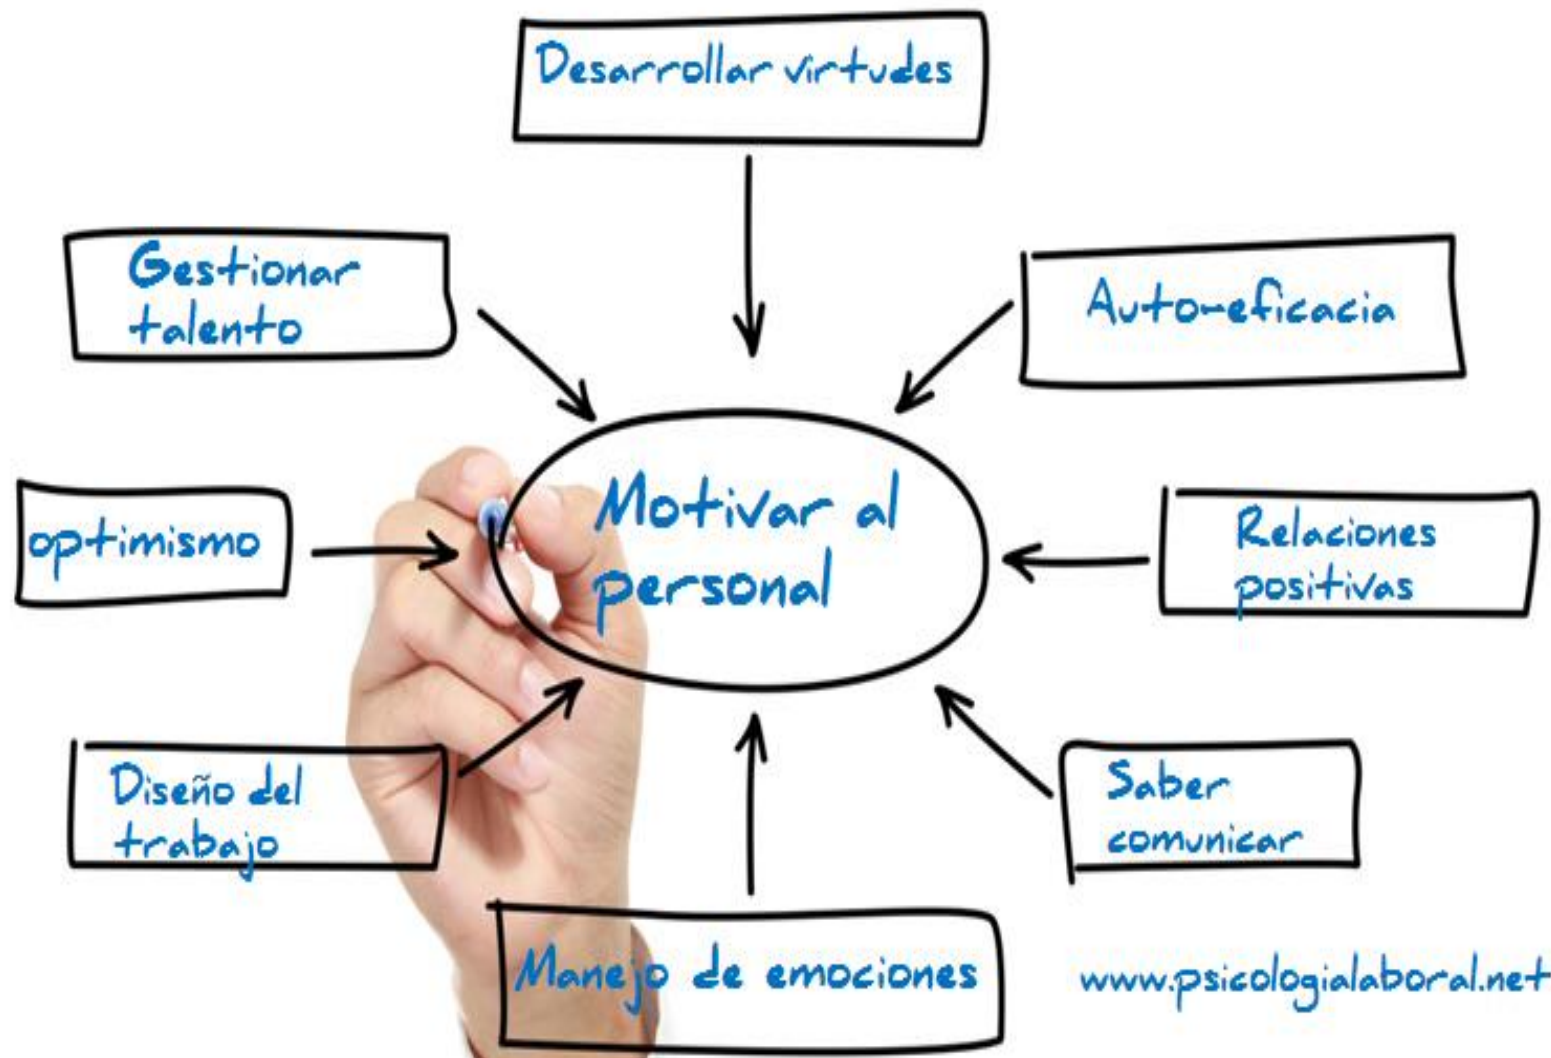 Desarrollar virtudes
Gestionar
talento
Auto-eficacia
optimismo
Motivar al
personal
Relaciones
positivas
Diseño del
trabajo
Saber
comunicar
Manejo de emociones
www.psicologialaboral.net